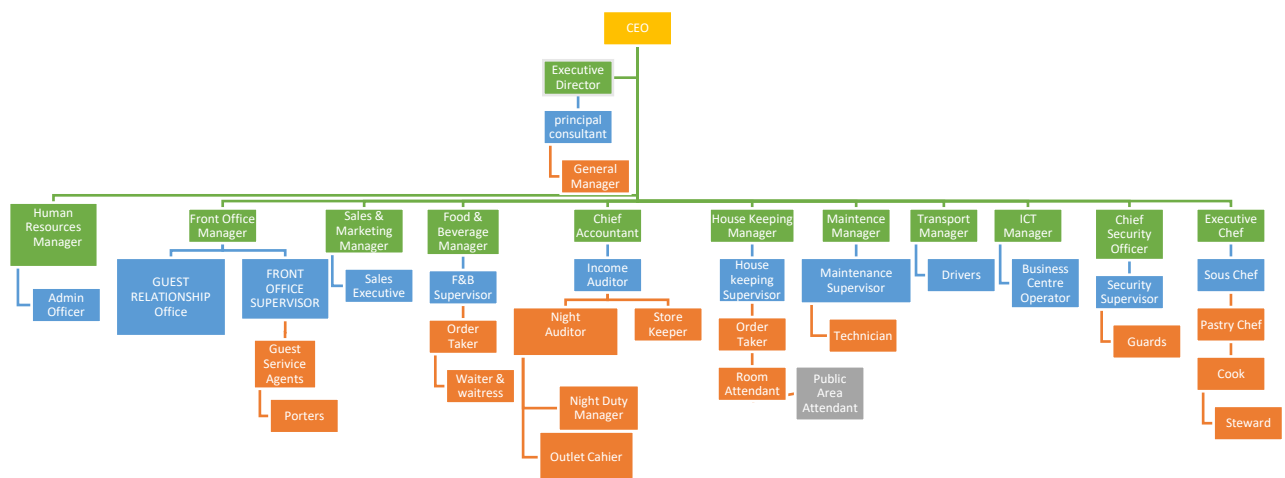 CEO
Executive
Director
principal
consultant
General
Manager
Human
Resources
Manager
Front Office
Manager
Sales &
Marketing
Manager
Food &
Beverage
Manager
Chief
Accountant
House Keeping
Manager
Maintence
Manager
Transport
Manager
ICT
Manager
Chief
Security
Officer
Executive
Chef
Admin
Officer
GUEST
RELATIONSHIP
Office
FRONT
OFFICE
SUPERVISOR
Sales
Executive
F&B
Supervisor
Income
Auditor
House
keeping
Supervisor
Maintenance
Supervisor
Drivers
Business
Centre
Operator
Security
Supervisor
Sous Chef
Guest
Serivice
Agents
Porters
Order
Taker
Waiter &
waitress
Night
Auditor
Store
Keeper
Night Duty
Manager
Outlet Cahier
Order
Taker
Room
Attendant
Public
Area
Attendant
Technician
Guards
Pastry Chef
Cook
Steward